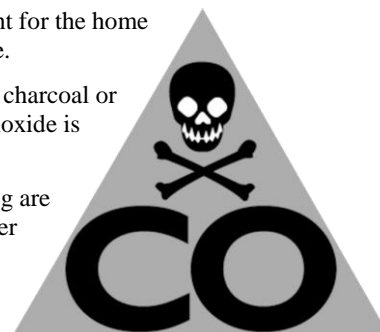 nt for the home
e.
charcoal or
oxide is
g are
er
CO